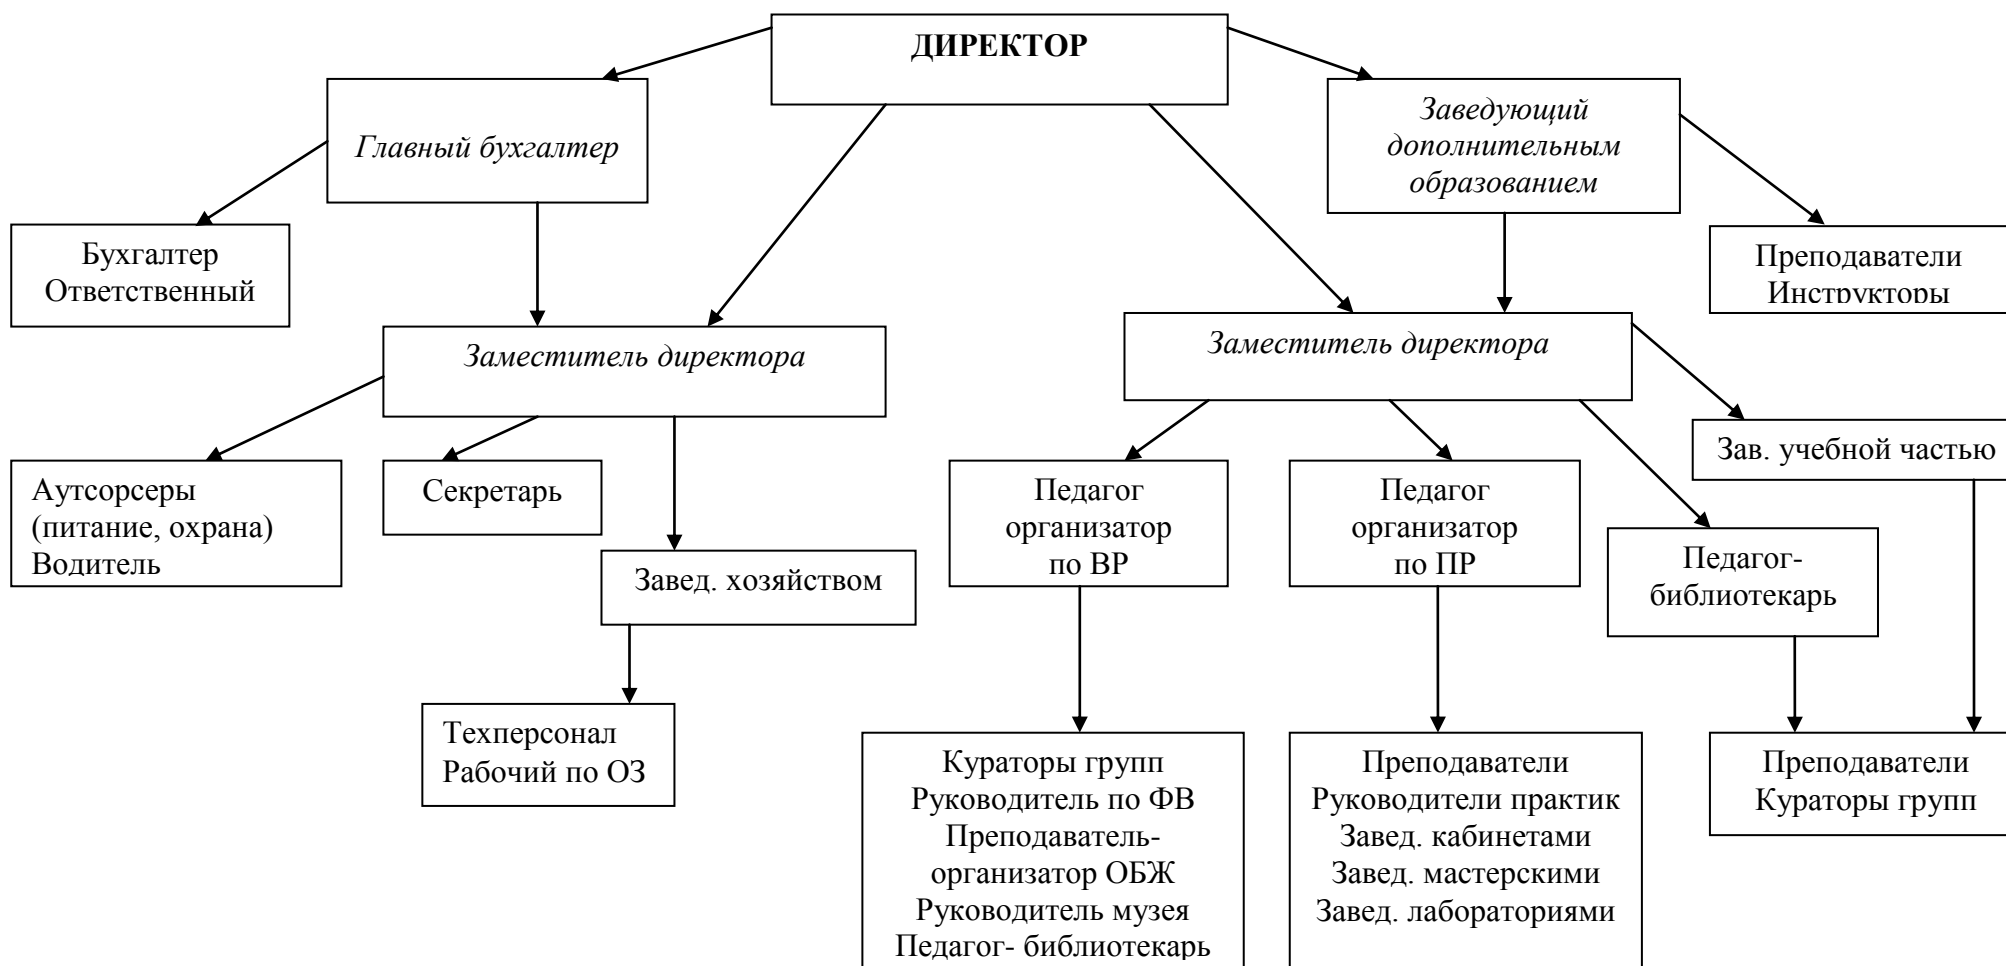 ДИРЕКТОР
Главный бухгалтер
Заведующий
дополнительным
образованием
Бухгалтер
Ответственный
Преподаватели
Инструкторы
Заместитель директора
Заместитель директора
Аутсорсеры
(питание, охрана)
Водитель
Секретарь
Завед. хозяйством
Техперсонал
Рабочий по ОЗ
Педагог
организатор
по ВР
Педагог
организатор
по ПР
Зав. учебной частью
Педагог-
библиотекарь
Кураторы групп
Руководитель по ФВ
Преподаватель-
организатор ОБЖ
Руководитель музея
Педагог- библиотекарь
Преподаватели
Руководители практик
Завед. кабинетами
Завед. мастерскими
Завед. лабораториями
Преподаватели
Кураторы групп